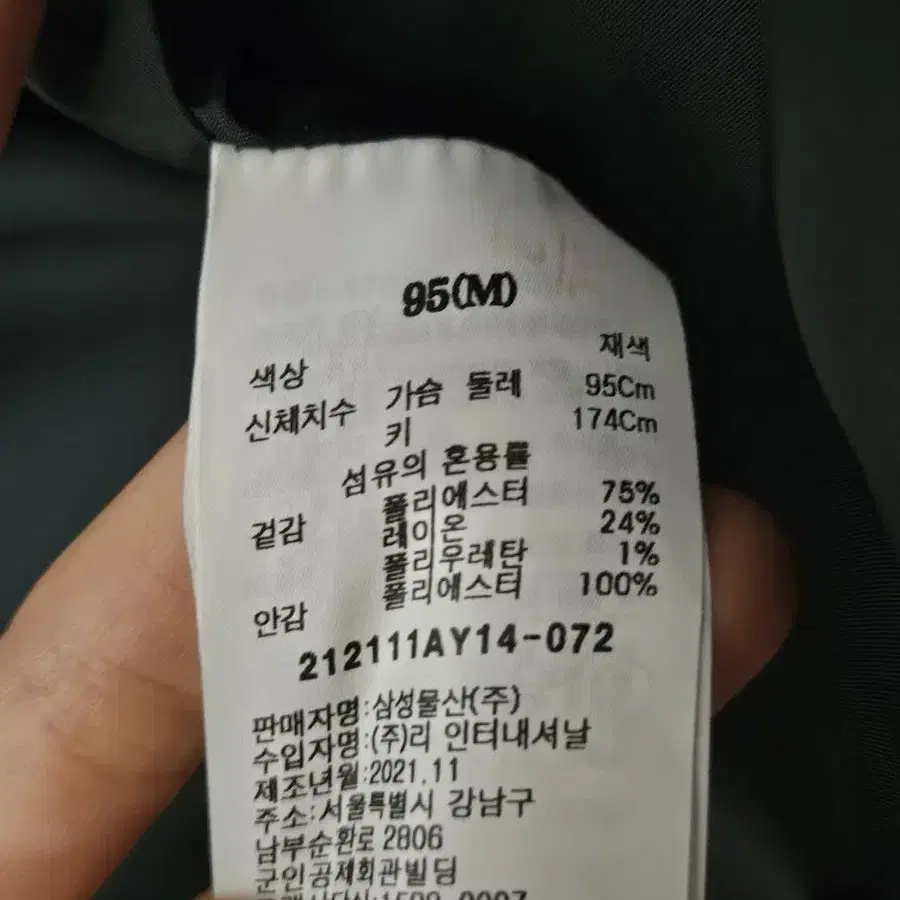 95(M)
색상 재색
신체치수 가슴 둘레 95Cm
키 174Cm
섬유의 혼용률
겉감 폴리에스터 75%
레이온 24%
폴리우레탄 1%
안감 폴리에스터 100%
212111AY14-072
판매자명:삼성물산(주)
수입자명:(주)리 인터내셔날
제조년월:2021.11
주소:서울특별시 강남구
남부순환로 2806
군인공제회관빌딩